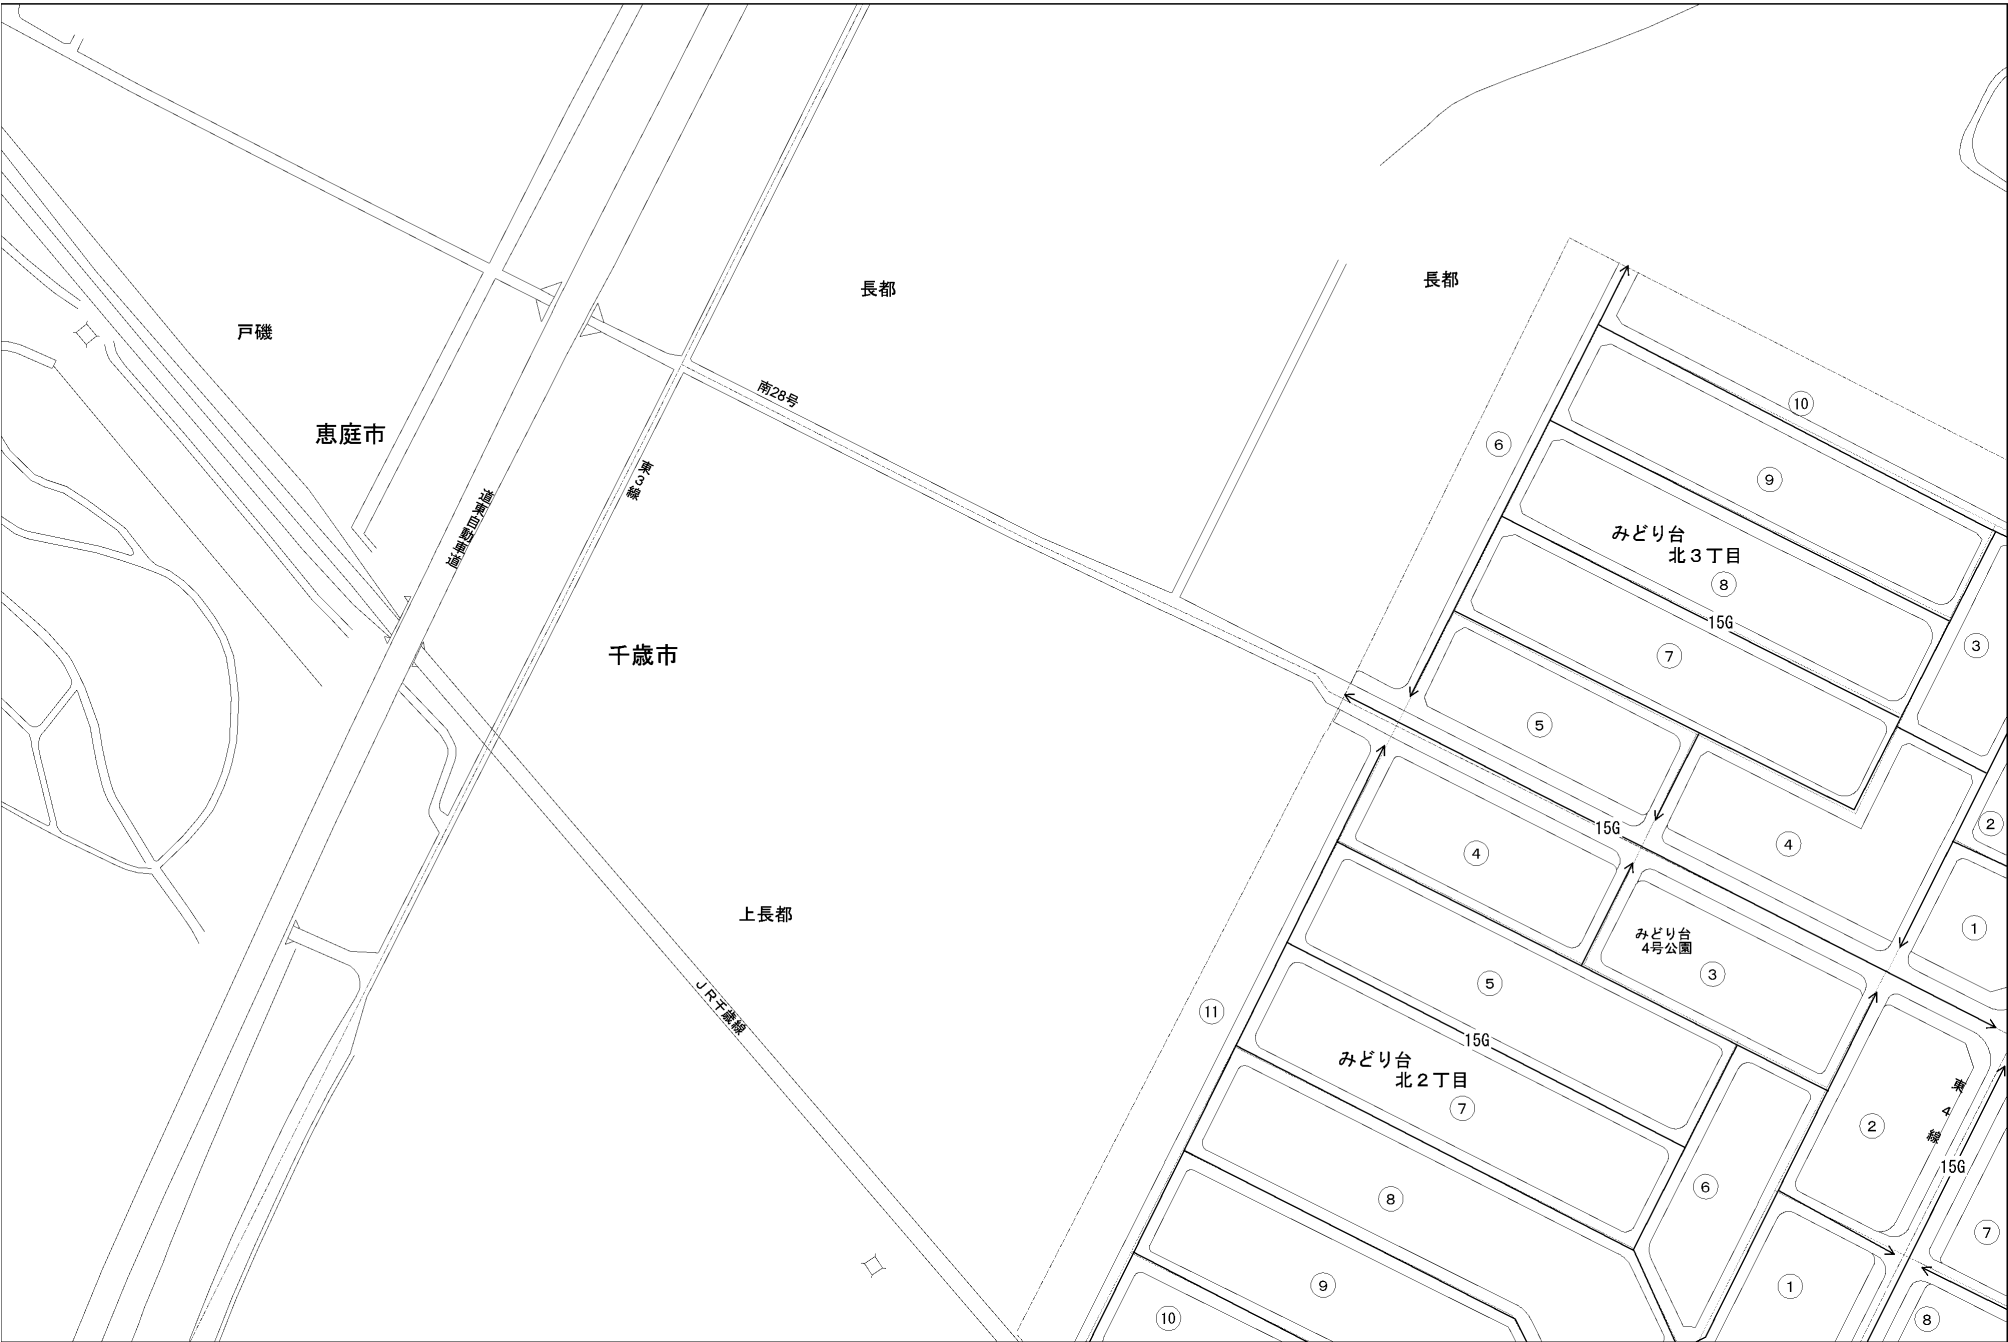 長都
長都
戸磯
南28号
⑩
恵庭市
⑥
東3線
⑨
道東自動車道
みどり台
北3丁目
⑧
15G
③
千歳市
⑦
⑤
15G
②
④
④
上長都
みどり台
4号公園
①
③
⑤
JR千歳線
⑪
15G
みどり台
北2丁目
⑦
東4線
②
15G
⑥
⑧
⑦
⑨
①
⑩
⑧